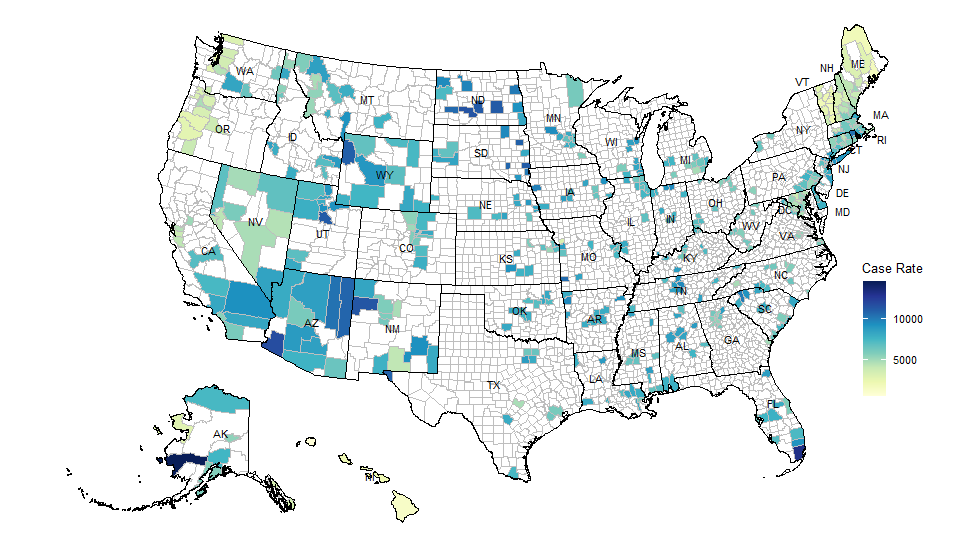 NH
ME
VT
WA
MT
ND
MN
MA
OR
ID
SD
WI
NY
RI
CT
WY
MI
PA
NJ
NE
IA
OH
DE
NV
IL
IN
DC
MD
UT
CO
WV
VA
CA
KS
MO
KY
NC
Case Rate
AZ
OK
TN
NM
AR
SC
10000
MS
AL
GA
TX
LA
5000
FL
AK